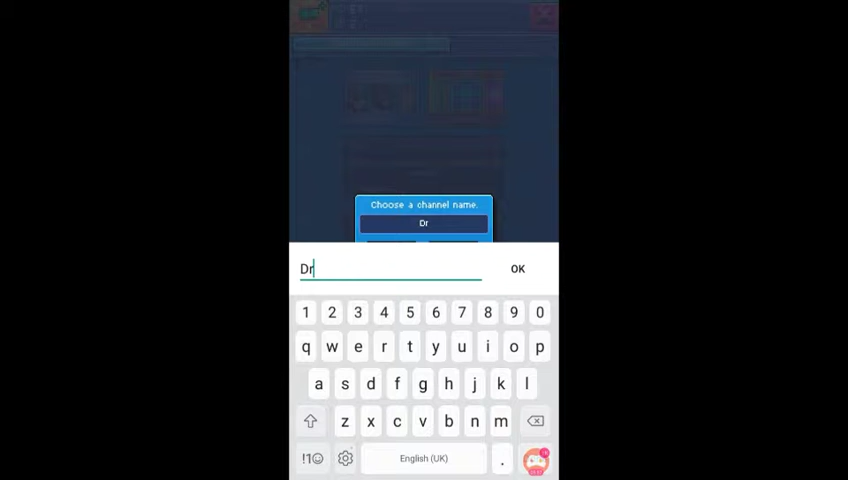 Choose a channel name.
Dr
Dr OK
1 2 3 4 5 6 7 8 9 0
q w e r t y u i o p
a s d f g h j k l
z x c v b n m
!1☺ English (UK) .